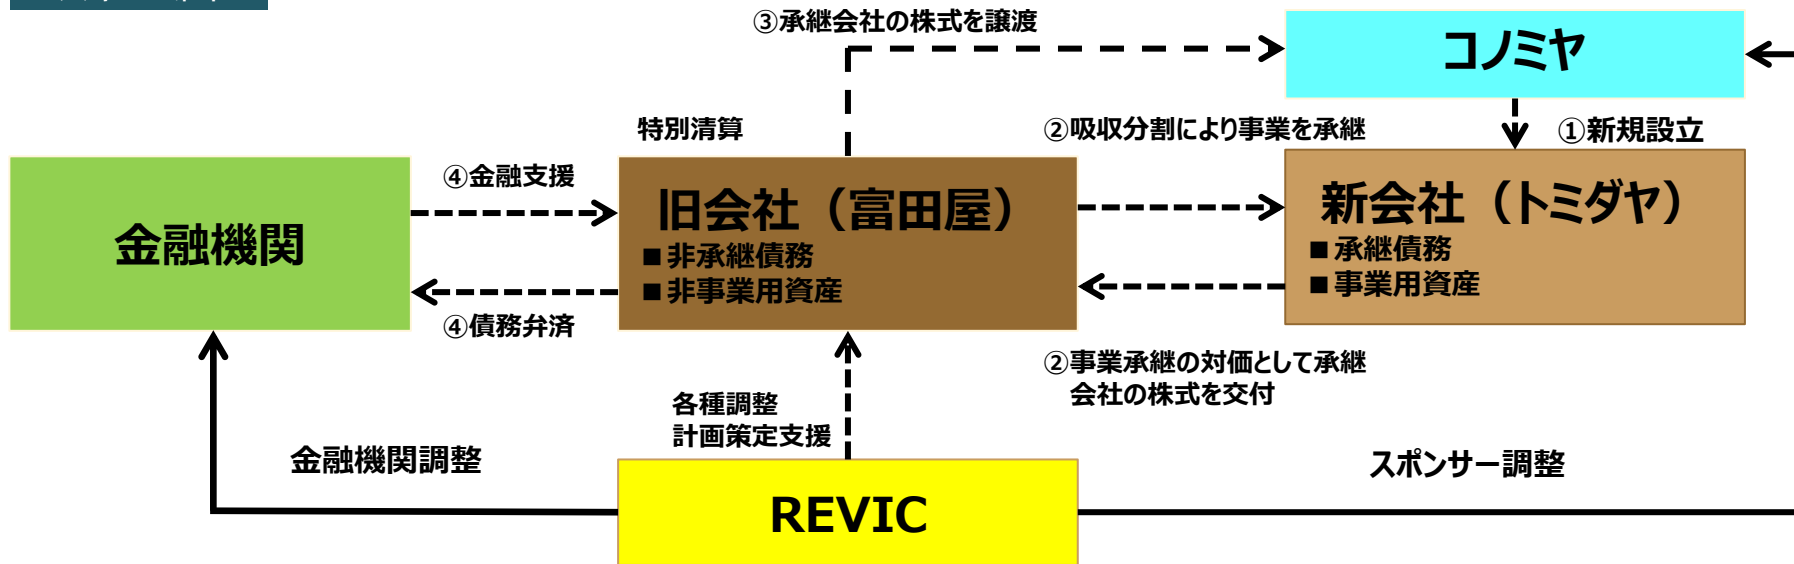 ③承継会社の株式を譲渡
コノミヤ
特別清算
②吸収分割により事業を承継
①新規設立
④金融支援
金融機関
旧会社（富田屋）
■非承継債務
■非事業用資産
新会社（トミダヤ）
■承継債務
■事業用資産
④債務弁済
②事業承継の対価として承継
会社の株式を交付
各種調整
計画策定支援
金融機関調整
スポンサー調整
REVIC